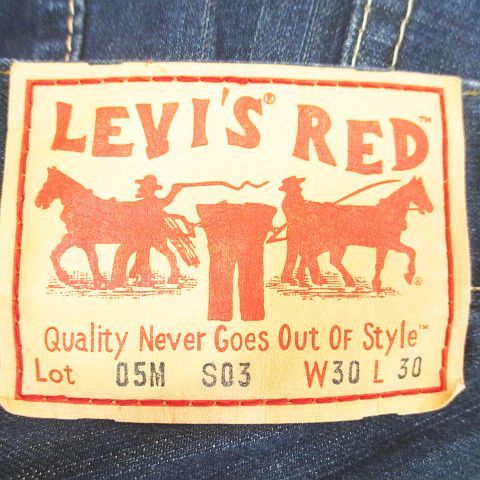 LEVI'S® RED™
®
Quality Never Goes Out Of Style™
Lot 05M S03 W30 L 30